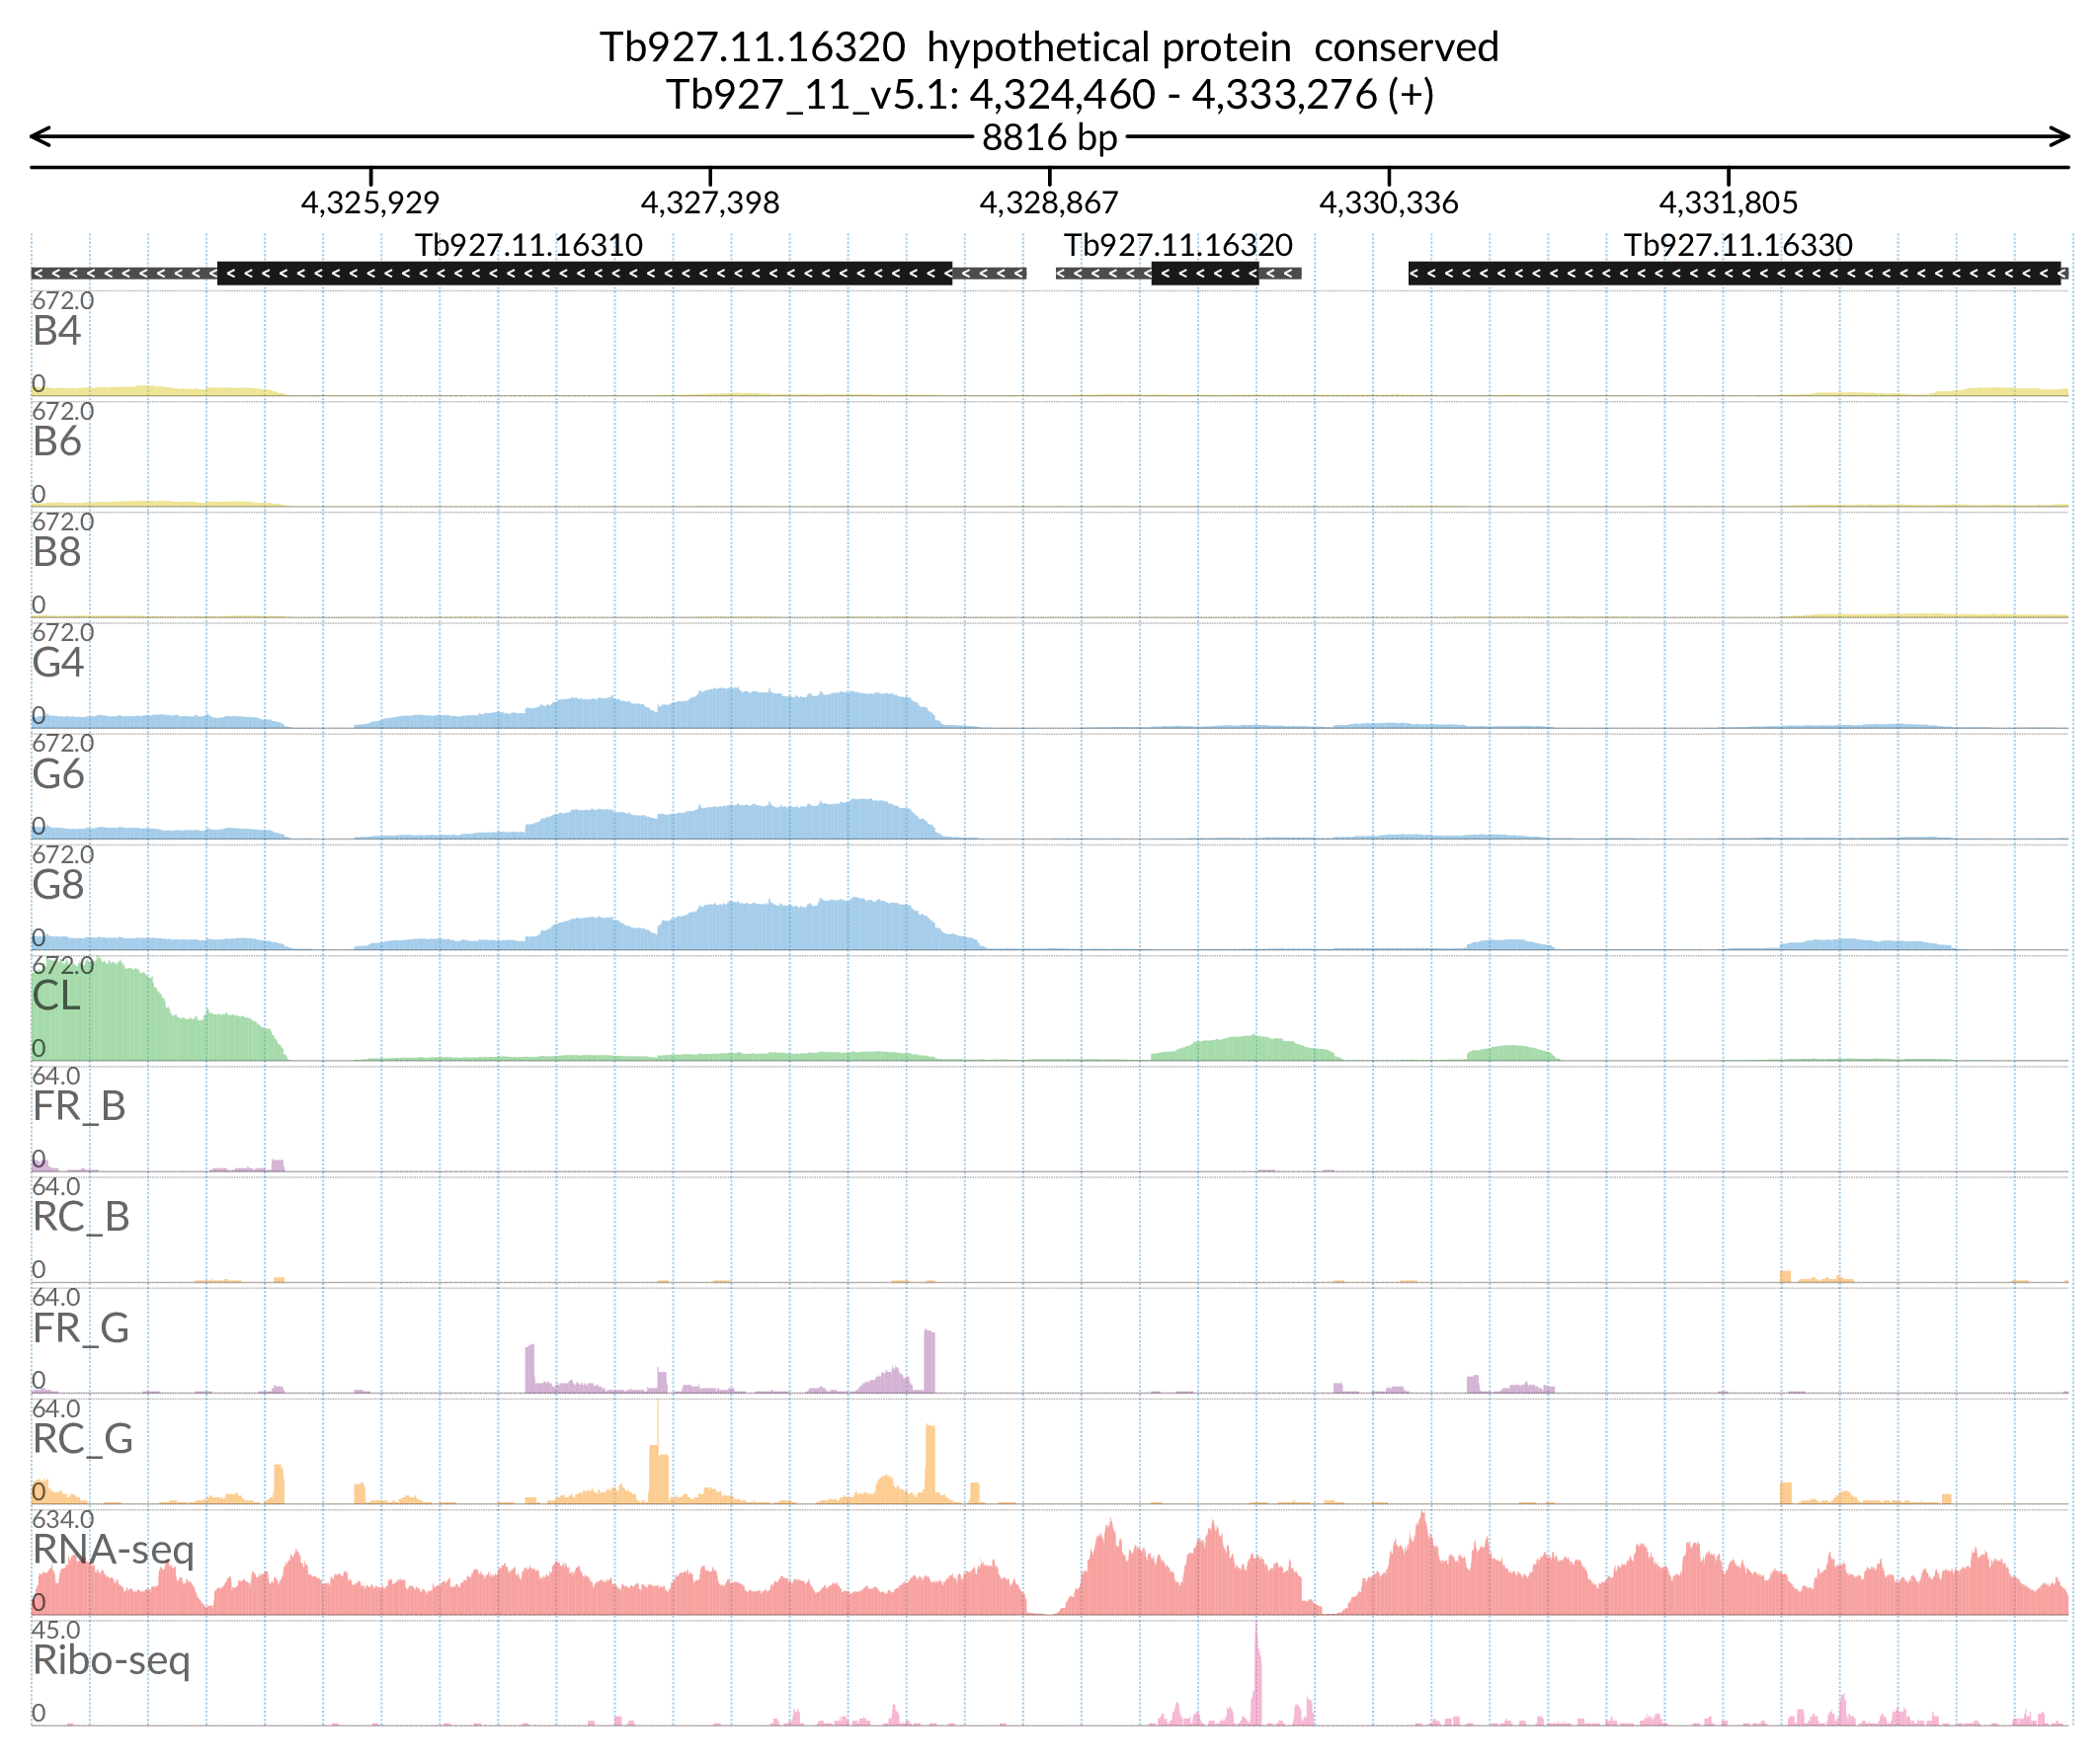 Tb927.11.16320 hypothetical protein conserved
Tb927_11_v5.1: 4,324,460 - 4,333,276 (+)
8816 bp
4,325,929 4,327,398 4,328,867 4,330,336 4,331,805
Tb927.11.16310 Tb927.11.16320 Tb927.11.16330
672.0
B4
0
672.0
B6
0
672.0
B8
0
672.0
G4
0
672.0
G6
0
672.0
G8
0
672.0
CL
0
64.0
FR_B
0
64.0
RC_B
0
64.0
FR_G
0
64.0
RC_G
0
634.0
RNA-seq
0
45.0
Ribo-seq
0